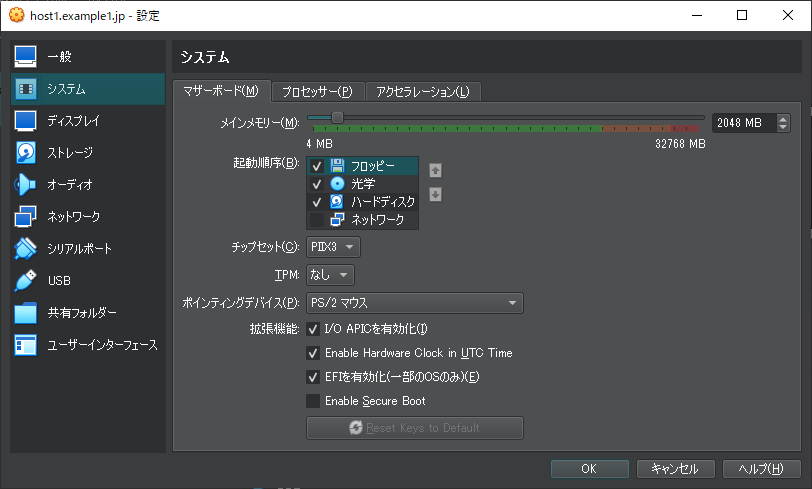 host1.example1.jp - 設定
一般
システム
ディスプレイ
ストレージ
オーディオ
ネットワーク
シリアルポート
USB
共有フォルダー
ユーザーインターフェース
システム
マザーボード(M) プロセッサー(P) アクセラレーション(L)
メインメモリー(M): 2048 MB
4 MB 32768 MB
起動順序(B): フロッピー
光学
ハードディスク
ネットワーク
チップセット(C): PIIX3
TPM: なし
ポインティングデバイス(P): PS/2 マウス
拡張機能: I/O APICを有効化(I)
Enable Hardware Clock in UTC Time
EFIを有効化(一部のOSのみ)(E)
Enable Secure Boot
Reset Keys to Default
OK キャンセル ヘルプ(H)